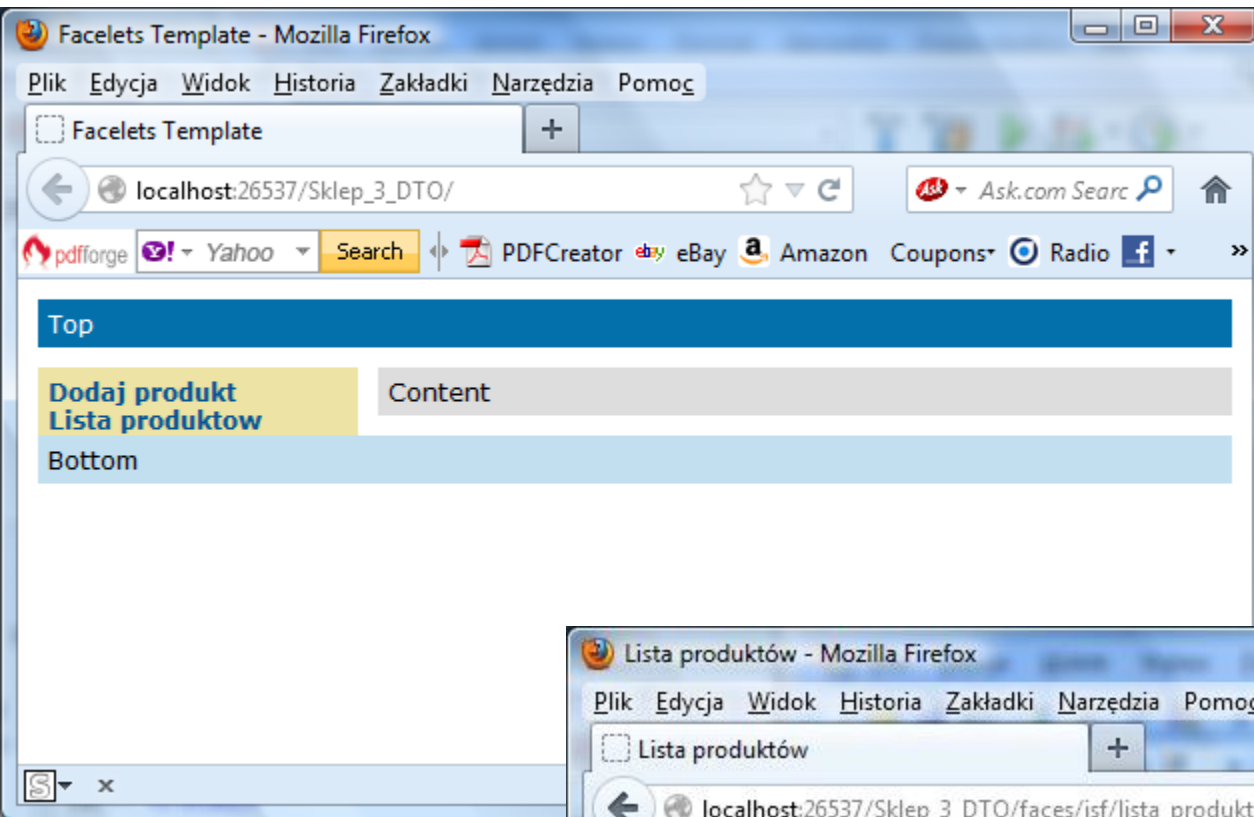 Facelets Template - Mozilla Firefox
Plik Edycja Widok Historia Zakładki Narzędzia Pomoc
Facelets Template
localhost:26537/Sklep_3_DTO/
Ask Ask.com Searc
pdfforge Y! Yahoo Search PDFCreator ebay eBay a Amazon Coupons Radio f »
Top
Dodaj produkt
Lista produktow
Content
Bottom
S x
Lista produktów - Mozilla Firefox
Plik Edycja Widok Historia Zakładki Narzędzia Pomoc
Lista produktów
localhost:26537/Sklep_3_DTO/faces/jsf/lista_produkt